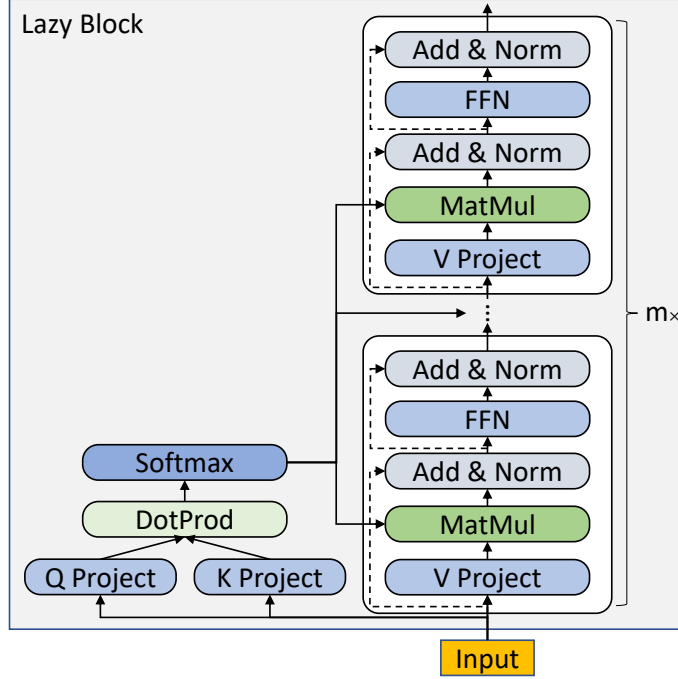 Lazy Block
Add & Norm
FFN
Add & Norm
MatMul
V Project
m×
Add & Norm
FFN
Softmax
Add & Norm
DotProd
MatMul
Q Project
K Project
V Project
Input